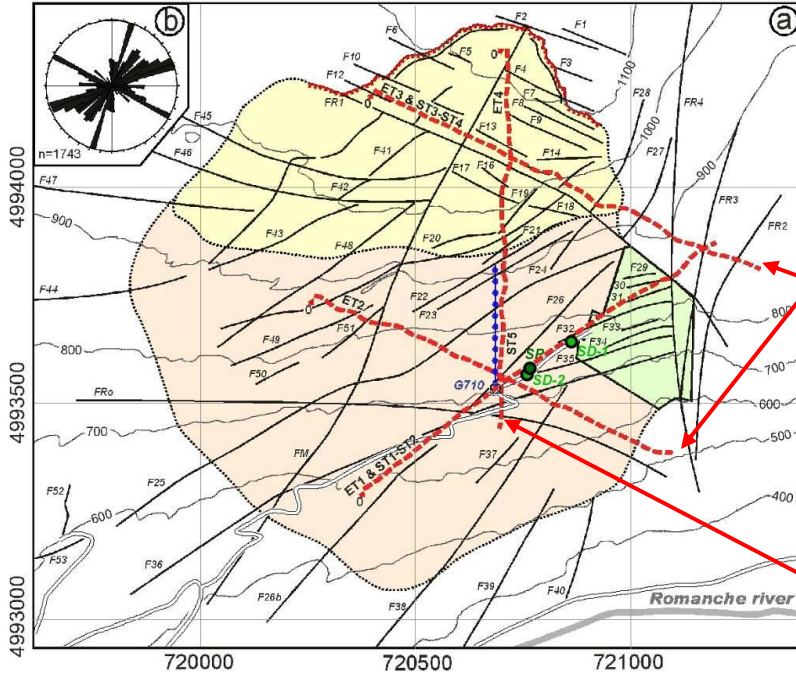 b
n=1743
a
F2
F1
F6
F10
F5
F3
F12
0
F4
FR1
0
ET3 & ST3-ST4
ET4
F7
F8
F9
F28
FR4
1100
1000
F45
F13
F27
F46
F41
F16
F14
900
F47
F42
F17
F19
FR3
FR2
900
F43
F48
F20
F21
F18
F44
F24
F29
ET2
F22
F26
30
31
800
0
F51
F23
F32
F33
F49
ST5
SP
F34
800
SD-1
F35
700
F50
G710
SD-2
FRo
600
700
500
FM
ET1 & ST1-ST2
F37
F52
F25
0
400
600
F53
F36
F39
F40
F26b
F38
Romanche river
4994000
4993500
4993000
720000
720500
721000